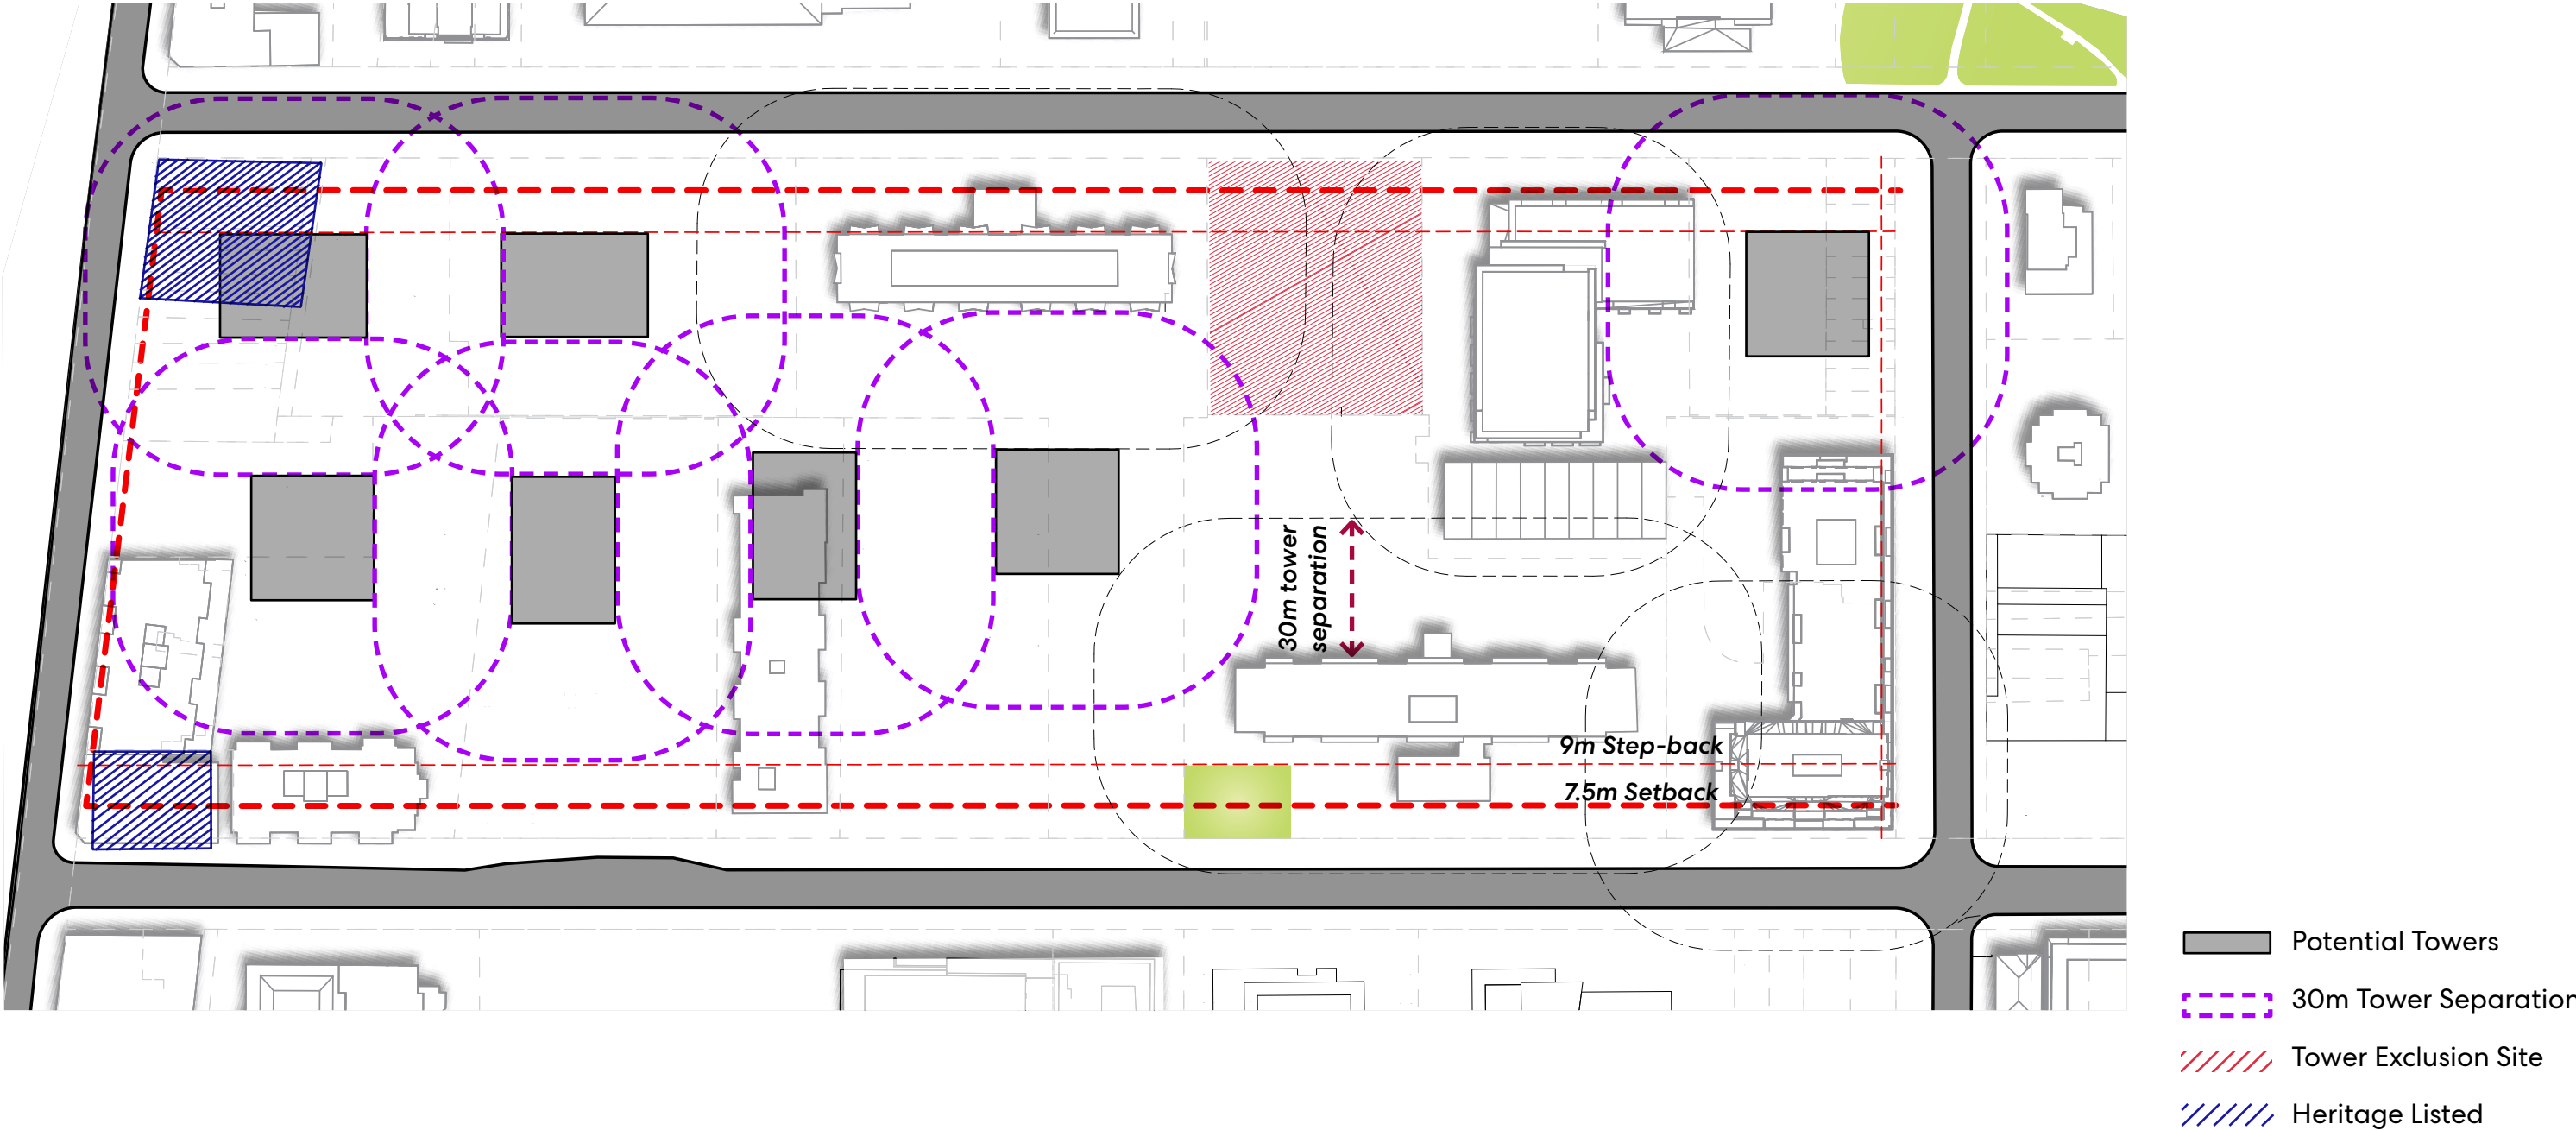 30m tower
separation
9m Step-back
7.5m Setback
Potential Towers
30m Tower Separation
Tower Exclusion Site
Heritage Listed